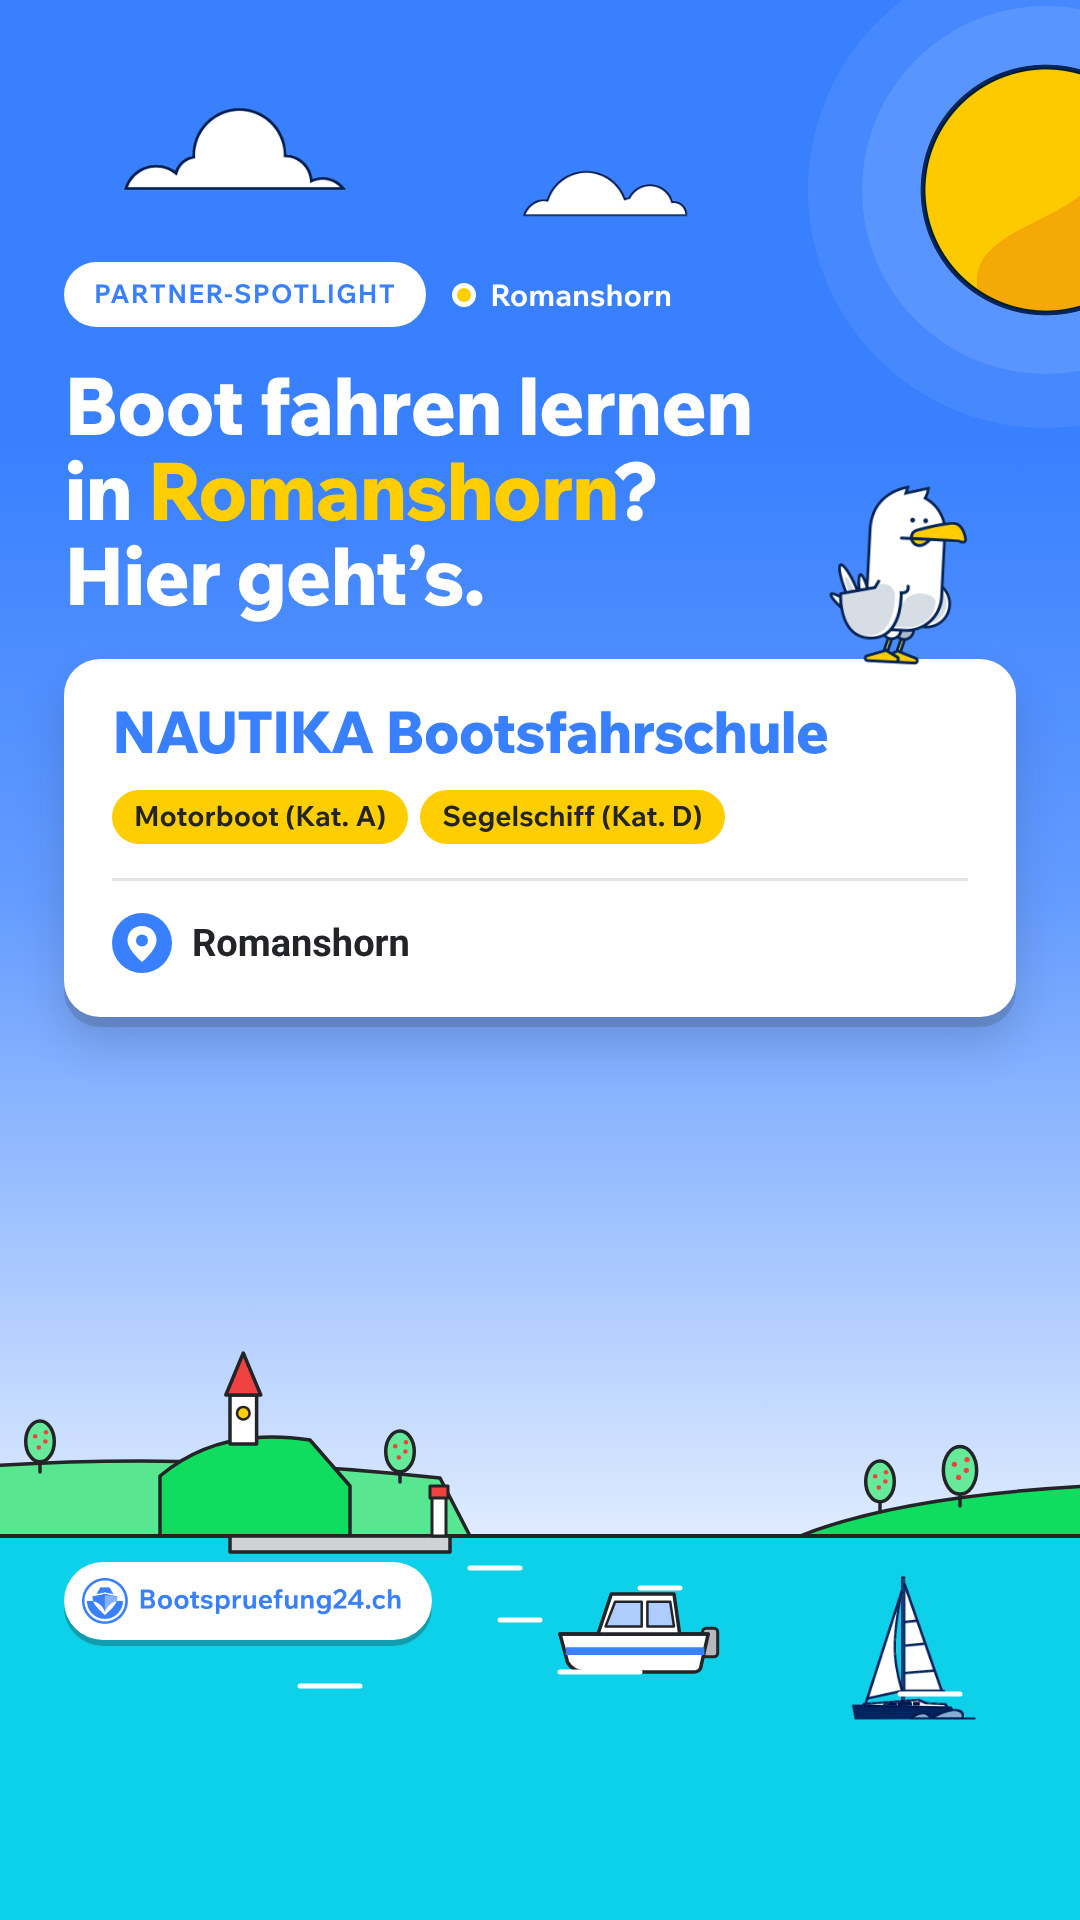 PARTNER-SPOTLIGHT
Romanshorn
Boot fahren lernen
in Romanshorn?
Hier geht’s.
NAUTIKA Bootsfahrschule
Motorboot (Kat. A)
Segelschiff (Kat. D)
Romanshorn
Bootspruefung24.ch